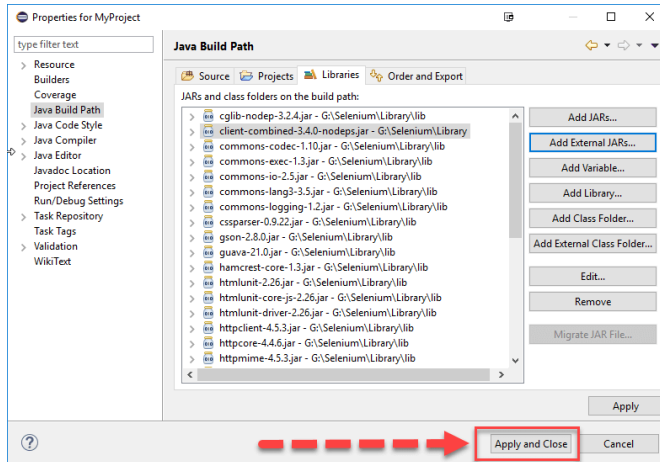 Properties for MyProject
type filter text
Resource
Builders
Coverage
Java Build Path
Java Code Style
Java Compiler
Java Editor
Javadoc Location
Project References
Run/Debug Settings
Task Repository
Task Tags
Validation
WikiText
Java Build Path
Source Projects Libraries Order and Export
JARs and class folders on the build path:
cglib-nodep-3.2.4.jar - G:\Selenium\Library\lib
client-combined-3.4.0-nodeps.jar - G:\Selenium\Library
commons-codec-1.10.jar - G:\Selenium\Library\lib
commons-exec-1.3.jar - G:\Selenium\Library\lib
commons-io-2.5.jar - G:\Selenium\Library\lib
commons-lang3-3.5.jar - G:\Selenium\Library\lib
commons-logging-1.2.jar - G:\Selenium\Library\lib
cssparser-0.9.22.jar - G:\Selenium\Library\lib
gson-2.8.0.jar - G:\Selenium\Library\lib
guava-21.0.jar - G:\Selenium\Library\lib
hamcrest-core-1.3.jar - G:\Selenium\Library\lib
htmlunit-2.26.jar - G:\Selenium\Library\lib
htmlunit-core-js-2.26.jar - G:\Selenium\Library\lib
htmlunit-driver-2.26.jar - G:\Selenium\Library\lib
httpclient-4.5.3.jar - G:\Selenium\Library\lib
httpcore-4.4.6.jar - G:\Selenium\Library\lib
httpmime-4.5.3.jar - G:\Selenium\Library\lib
Add JARs...
Add External JARs...
Add Variable...
Add Library...
Add Class Folder...
Add External Class Folder...
Edit...
Remove
Migrate JAR File...
Apply
Apply and Close Cancel